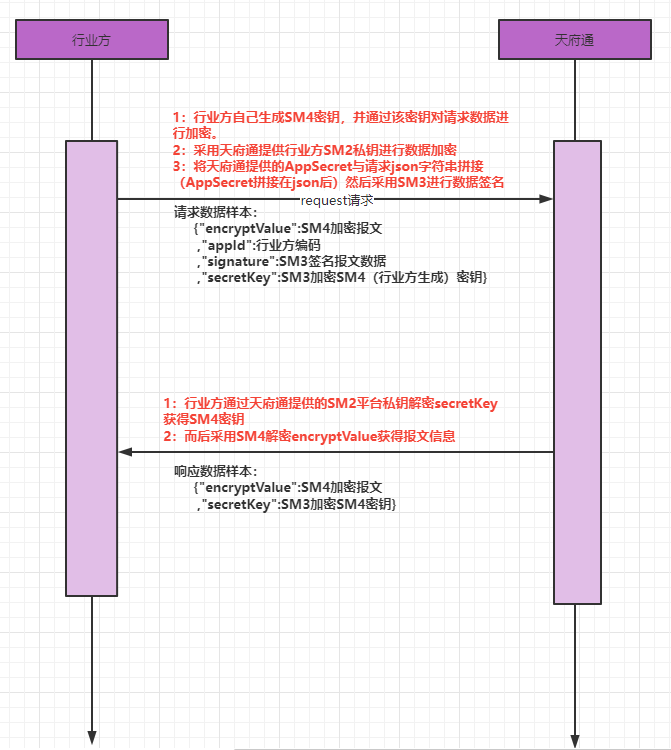 行业方
天府通
1：行业方自己生成SM4密钥，并通过该密钥对请求数据进
行加密。
2：采用天府通提供行业方SM2私钥进行数据加密
3：将天府通提供的AppSecret与请求json字符串拼接
（AppSecret拼接在json后）然后采用SM3进行数据签名
request请求
请求数据样本：
{"encryptValue":SM4加密报文
,"appId":行业方编码
,"signature":SM3签名报文数据
,"secretKey":SM3加密SM4（行业方生成）密钥}
1：行业方通过天府通提供的SM2平台私钥解密secretKey
获得SM4密钥
2：而后采用SM4解密encryptValue获得报文信息
响应数据样本：
{"encryptValue":SM4加密报文
,"secretKey":SM3加密SM4密钥}